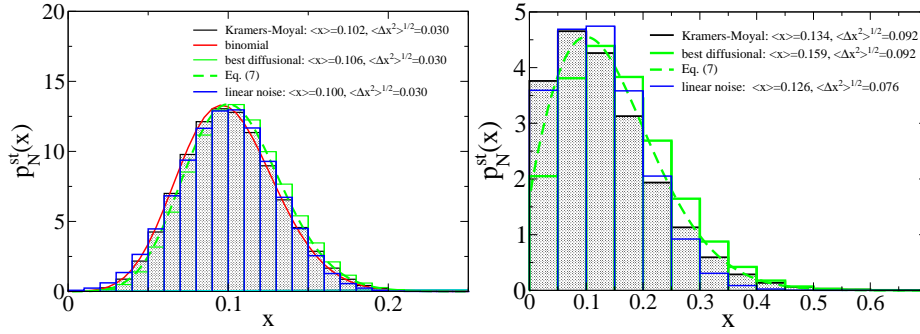 20
15
10
5
0
p_N^st(x)
Kramers-Moyal: <x>=0.102, <Δx²>^1/2=0.030
binomial
best diffusional: <x>=0.106, <Δx²>^1/2=0.030
Eq. (7)
linear noise: <x>=0.100, <Δx²>^1/2=0.030
0
0.1
0.2
x
5
4
3
2
1
0
p_N^st(x)
Kramers-Moyal: <x>=0.134, <Δx²>^1/2=0.092
best diffusional: <x>=0.159, <Δx²>^1/2=0.092
Eq. (7)
linear noise: <x>=0.126, <Δx²>^1/2=0.076
0
0.1
0.2
0.3
0.4
0.5
0.6
x